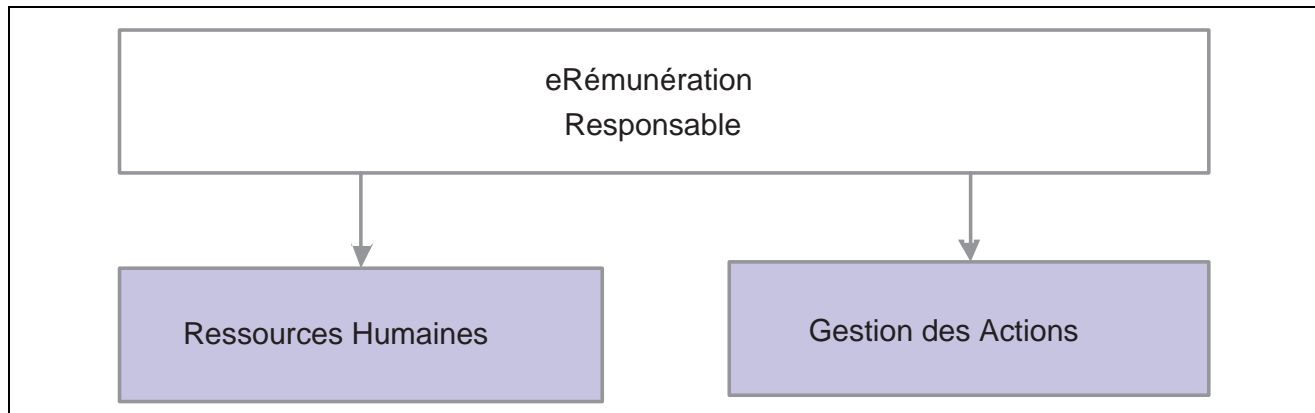 eRémunération
Responsable
Ressources Humaines
Gestion des Actions